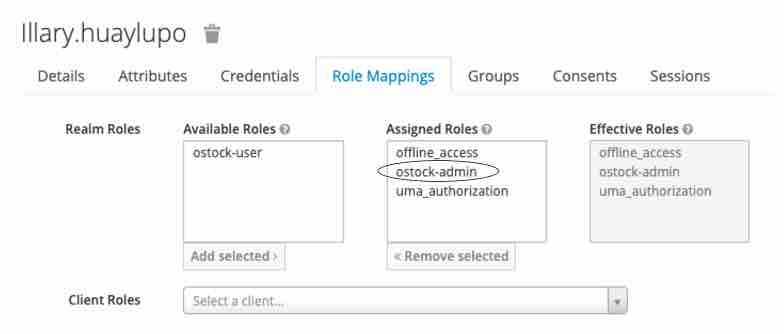 Illary.huaylupo
Details Attributes Credentials Role Mappings Groups Consents Sessions
Realm Roles Available Roles Assigned Roles Effective Roles
ostock-user offline_access offline_access
ostock-admin ostock-admin
uma_authorization uma_authorization
Add selected › « Remove selected
Client Roles Select a client...